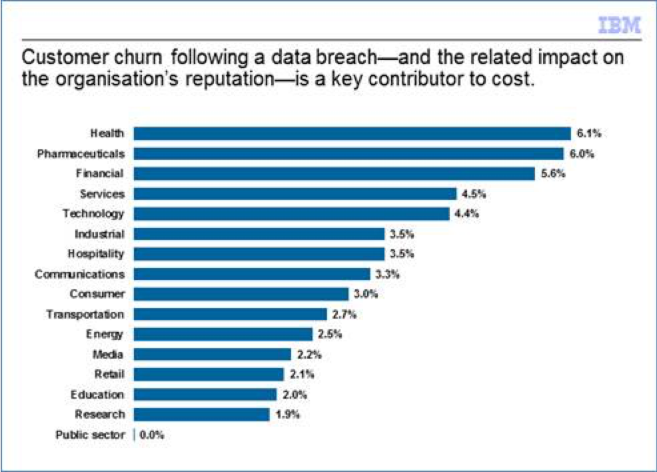 IBM
Customer churn following a data breach—and the related impact on
the organisation's reputation—is a key contributor to cost.
Health 6.1%
Pharmaceuticals 6.0%
Financial 5.6%
Services 4.5%
Technology 4.4%
Industrial 3.5%
Hospitality 3.5%
Communications 3.3%
Consumer 3.0%
Transportation 2.7%
Energy 2.5%
Media 2.2%
Retail 2.1%
Education 2.0%
Research 1.9%
Public sector 0.0%